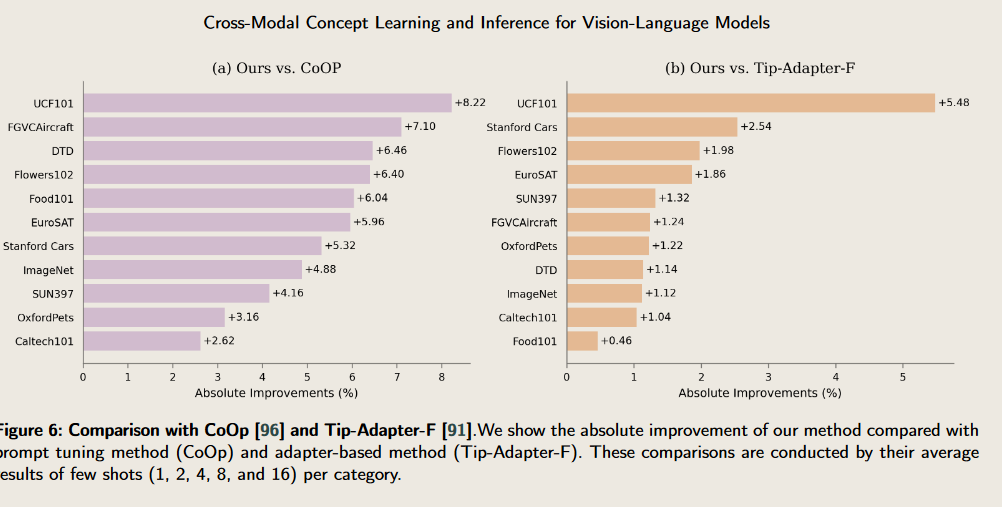 Cross-Modal Concept Learning and Inference for Vision-Language Models
(a) Ours vs. CoOP
UCF101 +8.22
FGVCAircraft +7.10
DTD +6.46
Flowers102 +6.40
Food101 +6.04
EuroSAT +5.96
Stanford Cars +5.32
ImageNet +4.88
SUN397 +4.16
OxfordPets +3.16
Caltech101 +2.62
0 1 2 3 4 5 6 7 8
Absolute Improvements (%)
(b) Ours vs. Tip-Adapter-F
UCF101 +5.48
Stanford Cars +2.54
Flowers102 +1.98
EuroSAT +1.86
SUN397 +1.32
FGVCAircraft +1.24
OxfordPets +1.22
DTD +1.14
ImageNet +1.12
Caltech101 +1.04
Food101 +0.46
0 1 2 3 4 5
Absolute Improvements (%)
Figure 6: Comparison with CoOp [96] and Tip-Adapter-F [91].We show the absolute improvement of our method compared with
prompt tuning method (CoOp) and adapter-based method (Tip-Adapter-F). These comparisons are conducted by their average
results of few shots (1, 2, 4, 8, and 16) per category.